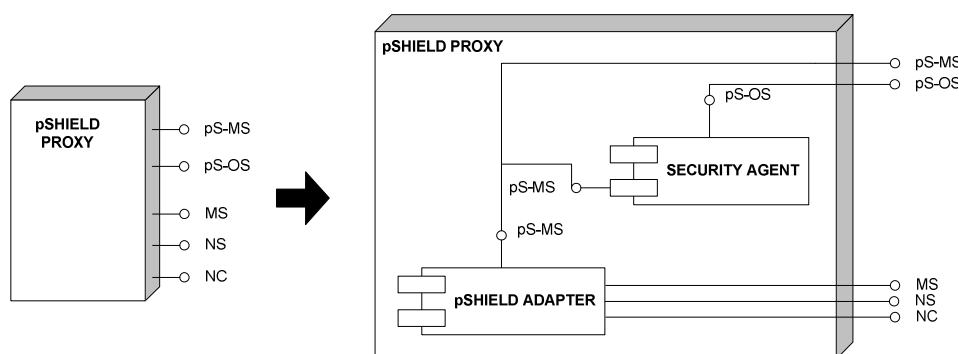 pSHIELD
PROXY
pS-MS
pS-OS
MS
NS
NC
pSHIELD PROXY
pS-MS
pS-OS
pS-OS
SECURITY AGENT
pS-MS
pS-MS
pSHIELD ADAPTER
MS
NS
NC